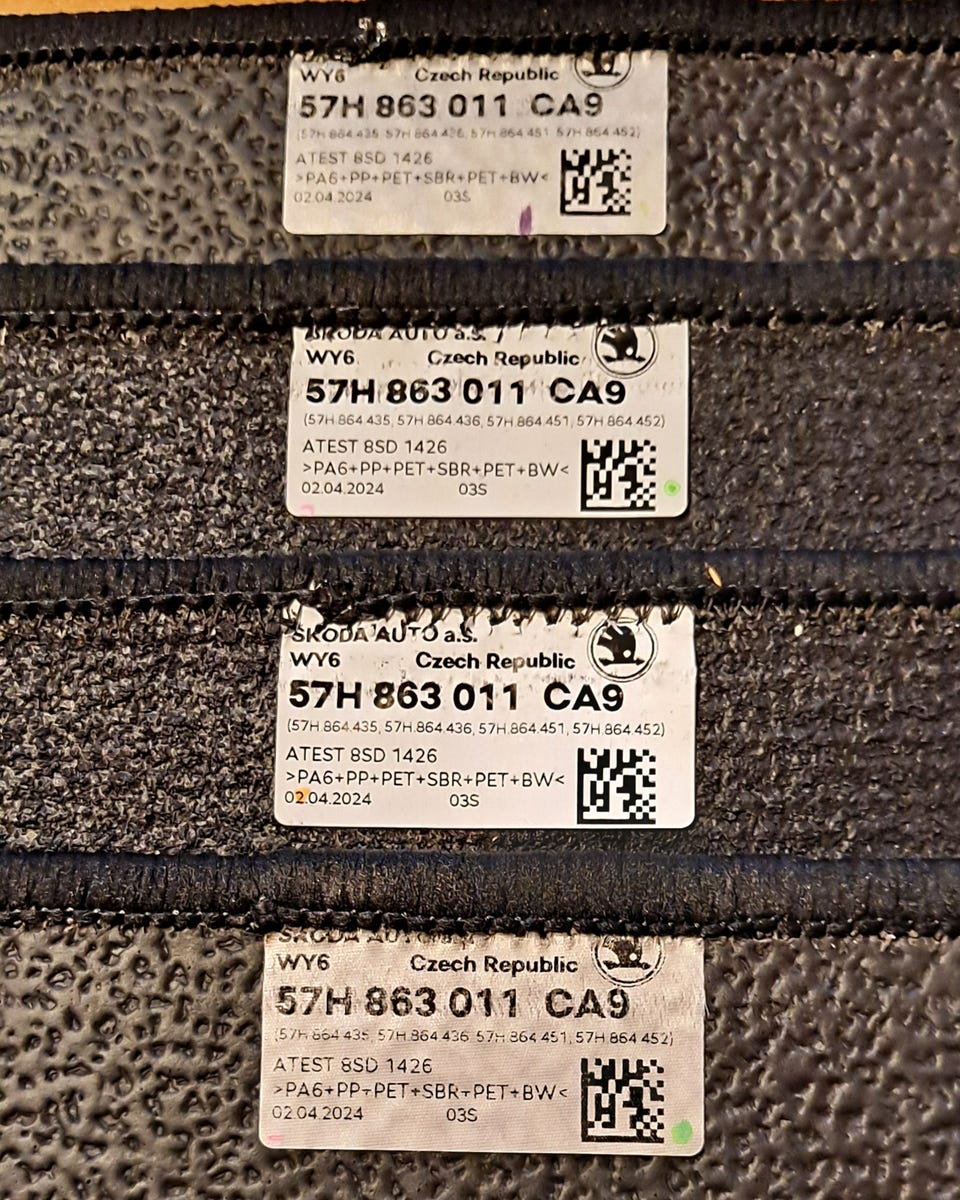 WY6 Czech Republic
57H 863 011 CA9
(57H 864 435, 57H 864 436, 57H 864 451, 57H 864 452)
ATEST 8SD 1426
>PA6+PP+PET+SBR+PET+BW<
02.04.2024 03S
ŠKODA AUTO a.s.
WY6 Czech Republic
57H 863 011 CA9
(57H 864 435, 57H 864 436, 57H 864 451, 57H 864 452)
ATEST 8SD 1426
>PA6+PP+PET+SBR+PET+BW<
02.04.2024 03S
ŠKODA AUTO a.s.
WY6 Czech Republic
57H 863 011 CA9
(57H 864 435, 57H 864 436, 57H 864 451, 57H 864 452)
ATEST 8SD 1426
>PA6+PP+PET+SBR+PET+BW<
02.04.2024 03S
ŠKODA AUTO
WY6 Czech Republic
57H 863 011 CA9
(57H 864 435, 57H 864 436, 57H 864 451, 57H 864 452)
ATEST 8SD 1426
>PA6+PP+PET+SBR+PET+BW<
02.04.2024 03S